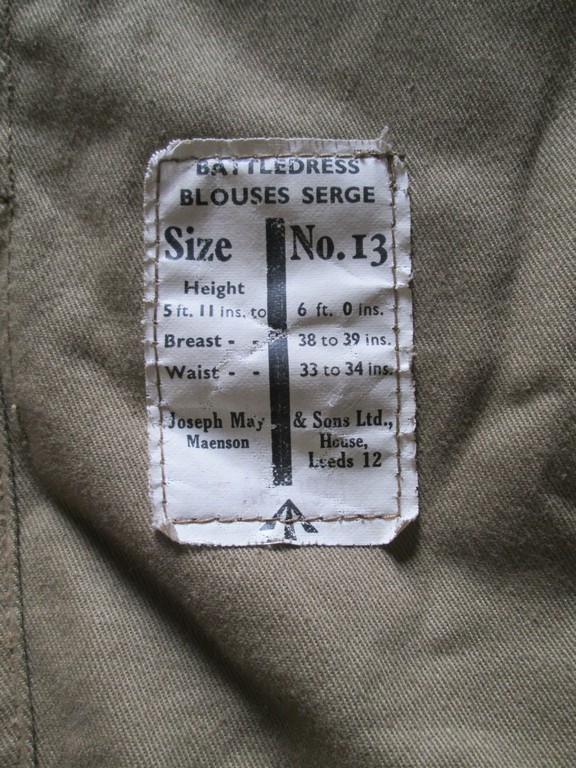 BATTLEDRESS
BLOUSES SERGE
Size No. 13
Height
5 ft. 11 ins. to 6 ft. 0 ins.
Breast - - 38 to 39 ins.
Waist - - 33 to 34 ins.
Joseph May & Sons Ltd.,
Maenson House,
Leeds 12